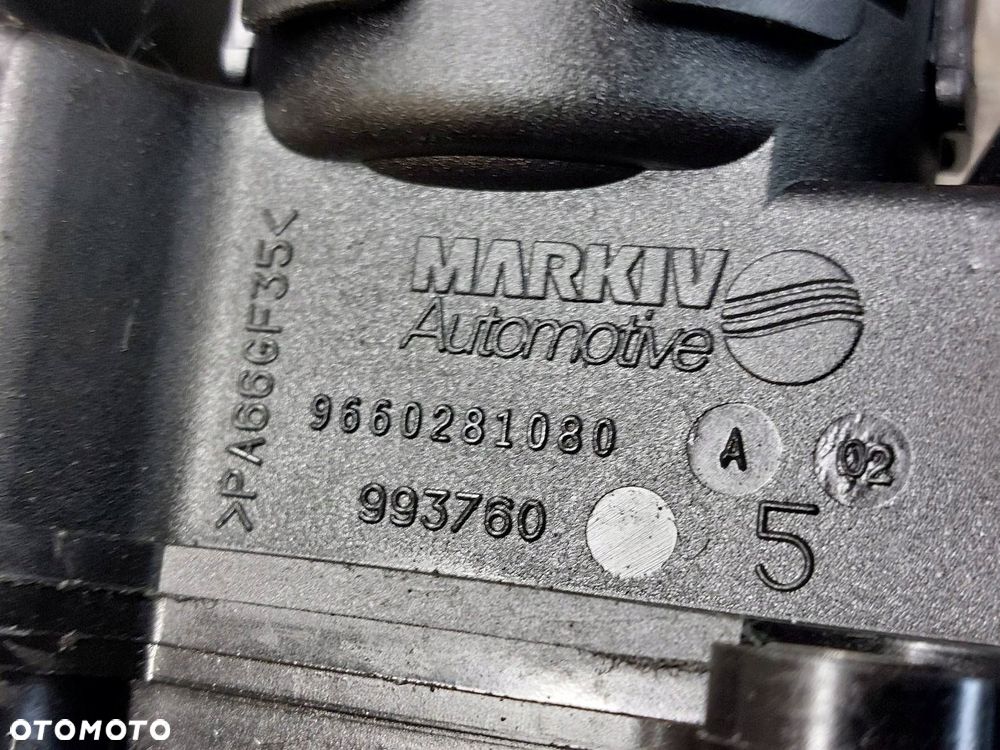 MARKIV
Automotive
>PA66GF35<
9660281080
A
02
993760
5
OTOMOTO